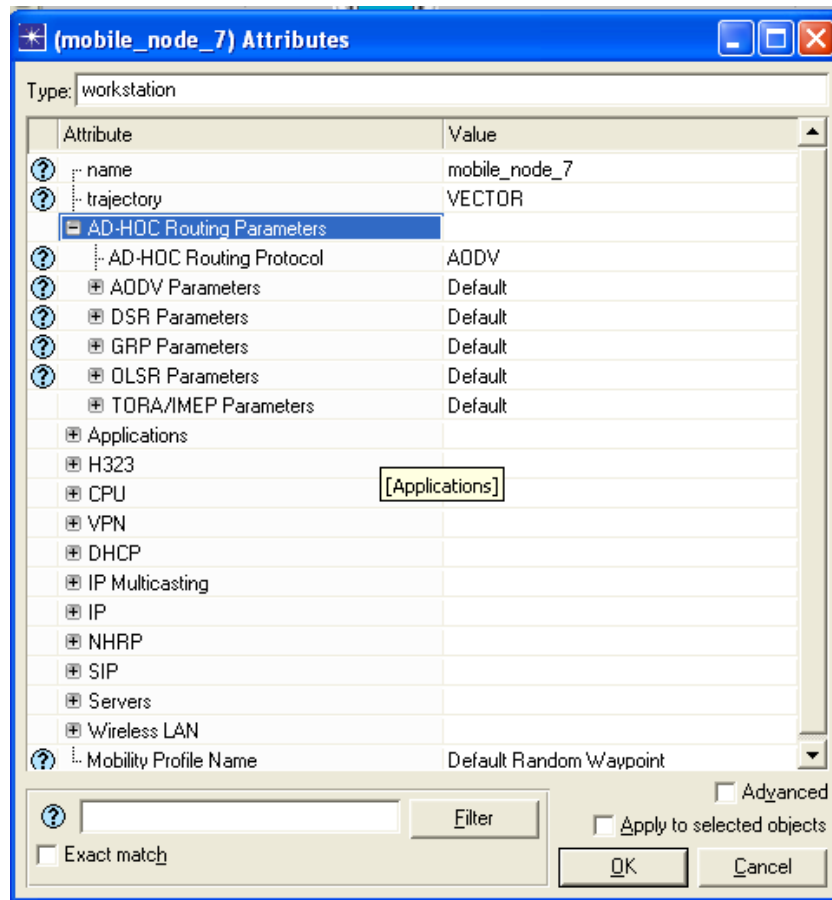 (mobile_node_7) Attributes
Type: workstation
Attribute Value
name mobile_node_7
trajectory VECTOR
AD-HOC Routing Parameters
AD-HOC Routing Protocol AODV
AODV Parameters Default
DSR Parameters Default
GRP Parameters Default
OLSR Parameters Default
TORA/IMEP Parameters Default
Applications
H323
[Applications]
CPU
VPN
DHCP
IP Multicasting
IP
NHRP
SIP
Servers
Wireless LAN
Mobility Profile Name Default Random Waypoint
Advanced
Filter
Apply to selected objects
Exact match
OK Cancel